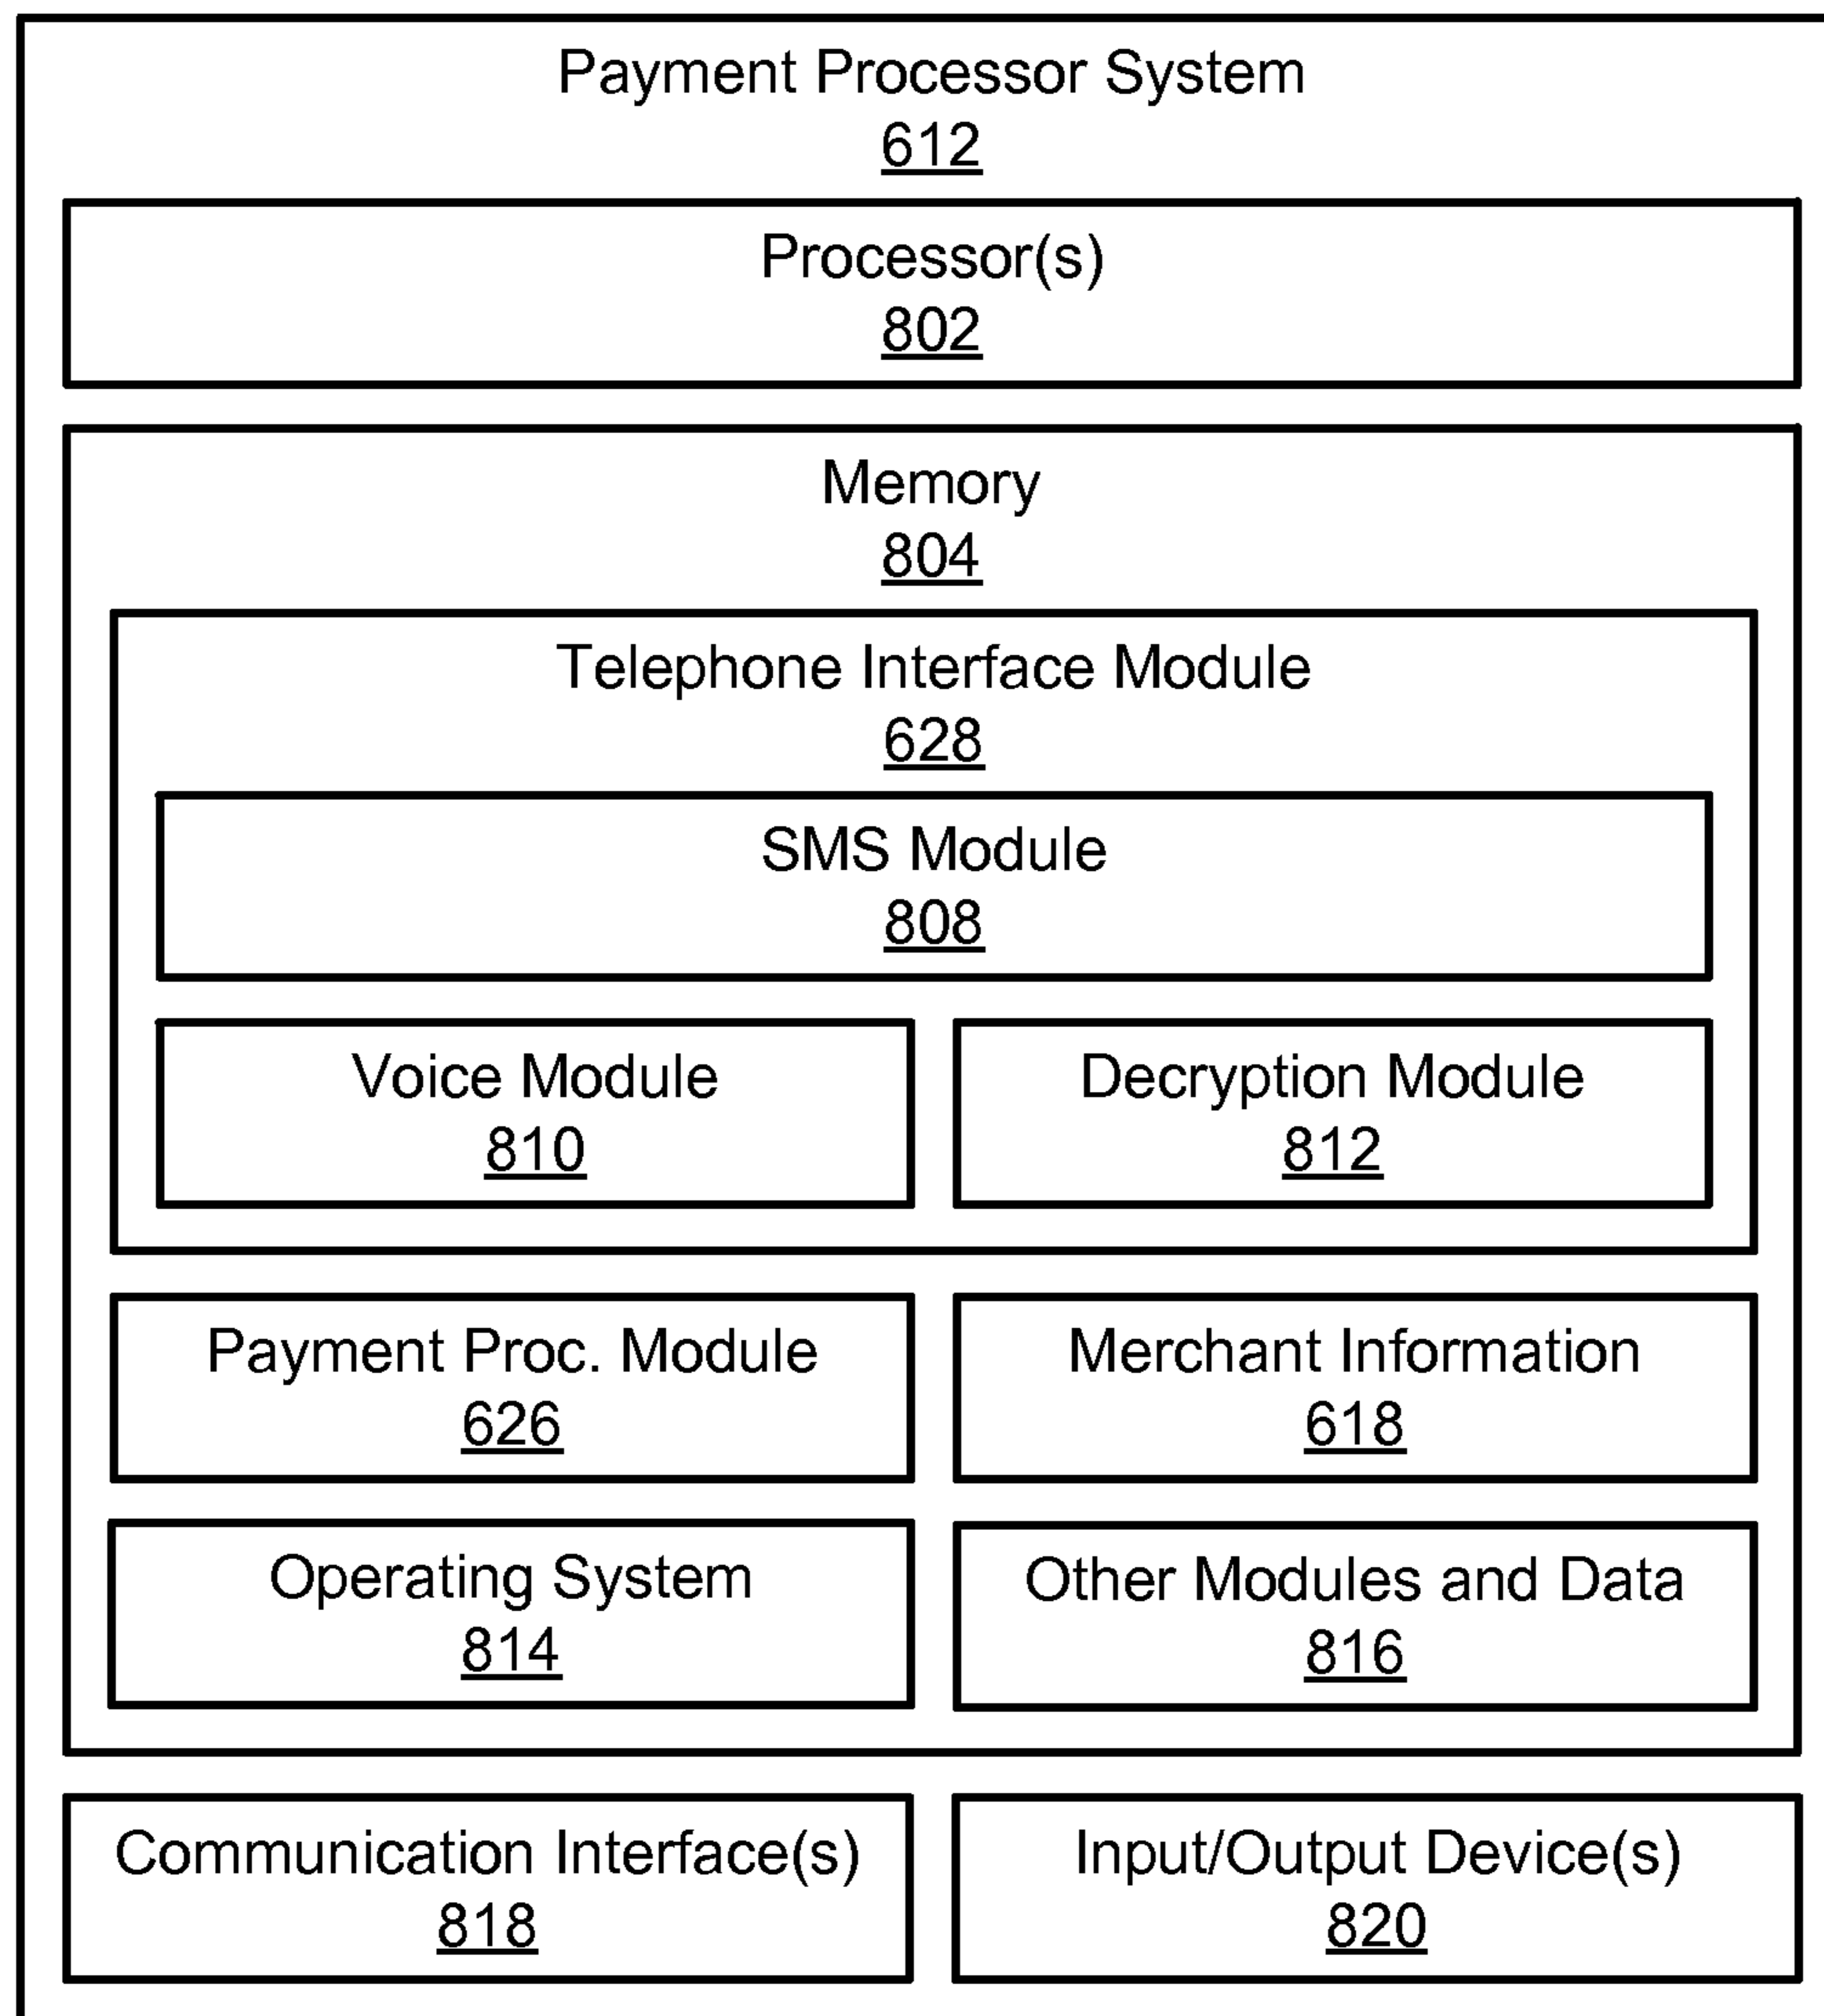 Payment Processor System
612
Processor(s)
802
Memory
804
Telephone Interface Module
628
SMS Module
808
Voice Module
810
Decryption Module
812
Payment Proc. Module
626
Merchant Information
618
Operating System
814
Other Modules and Data
816
Communication Interface(s)
818
Input/Output Device(s)
820